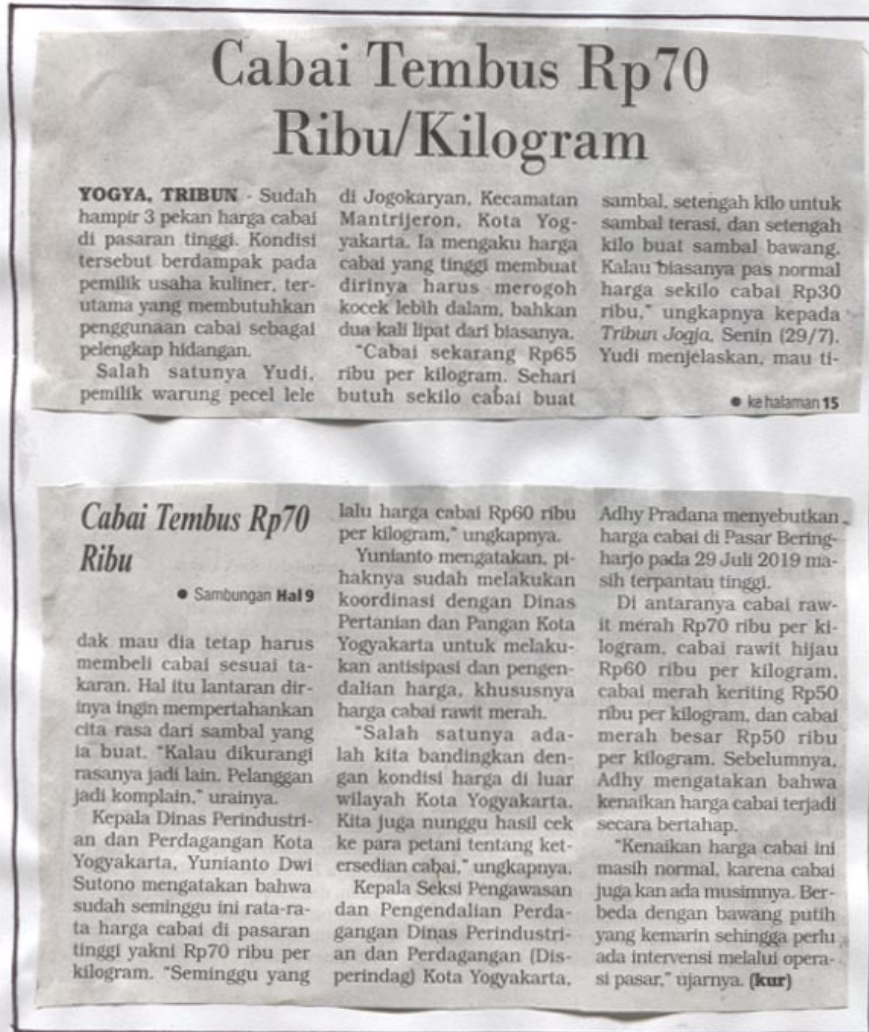 Cabai Tembus Rp70
Ribu/Kilogram
YOGYA, TRIBUN - Sudah
hampir 3 pekan harga cabai
di pasaran tinggi. Kondisi
tersebut berdampak pada
pemilik usaha kuliner, ter-
utama yang membutuhkan
penggunaan cabai sebagai
pelengkap hidangan.
Salah satunya Yudi,
pemilik warung pecel lele
di Jogokaryan, Kecamatan
Mantrijeron, Kota Yog-
yakarta. Ia mengaku harga
cabai yang tinggi membuat
dirinya harus merogoh
kocek lebih dalam, bahkan
dua kali lipat dari biasanya.
"Cabai sekarang Rp65
ribu per kilogram. Sehari
butuh sekilo cabai buat
sambal, setengah kilo untuk
sambal terasi, dan setengah
kilo buat sambal bawang.
Kalau biasanya pas normal
harga sekilo cabai Rp30
ribu," ungkapnya kepada
Tribun Jogja, Senin (29/7).
Yudi menjelaskan, mau ti-
● ke halaman 15
Cabai Tembus Rp70
Ribu
● Sambungan Hal 9
dak mau dia tetap harus
membeli cabai sesuai ta-
karan. Hal itu lantaran dir-
inya ingin mempertahankan
cita rasa dari sambal yang
ia buat. "Kalau dikurangi
rasanya jadi lain. Pelanggan
jadi komplain," urainya.
Kepala Dinas Perindustri-
an dan Perdagangan Kota
Yogyakarta, Yunianto Dwi
Sutono mengatakan bahwa
sudah seminggu ini rata-ra-
ta harga cabai di pasaran
tinggi yakni Rp70 ribu per
kilogram. "Seminggu yang
lalu harga cabai Rp60 ribu
per kilogram," ungkapnya.
Yunianto mengatakan, pi-
haknya sudah melakukan
koordinasi dengan Dinas
Pertanian dan Pangan Kota
Yogyakarta untuk melaku-
kan antisipasi dan pengen-
dalian harga, khususnya
harga cabai rawit merah.
"Salah satunya ada-
lah kita bandingkan den-
gan kondisi harga di luar
wilayah Kota Yogyakarta.
Kita juga nunggu hasil cek
ke para petani tentang ket-
ersedian cabai," ungkapnya.
Kepala Seksi Pengawasan
dan Pengendalian Perda-
gangan Dinas Perindustri-
an dan Perdagangan (Dis-
perindag) Kota Yogyakarta,
Adhy Pradana menyebutkan
harga cabai di Pasar Bering-
harjo pada 29 Juli 2019 ma-
sih terpantau tinggi.
Di antaranya cabai raw-
it merah Rp70 ribu per ki-
logram, cabai rawit hijau
Rp60 ribu per kilogram,
cabai merah keriting Rp50
ribu per kilogram, dan cabai
merah besar Rp50 ribu
per kilogram. Sebelumnya,
Adhy mengatakan bahwa
kenaikan harga cabai terjadi
secara bertahap.
"Kenaikan harga cabai ini
masih normal, karena cabai
juga kan ada musimnya. Ber-
beda dengan bawang putih
yang kemarin sehingga perlu
ada intervensi melalui opera-
si pasar," ujarnya. (kur)